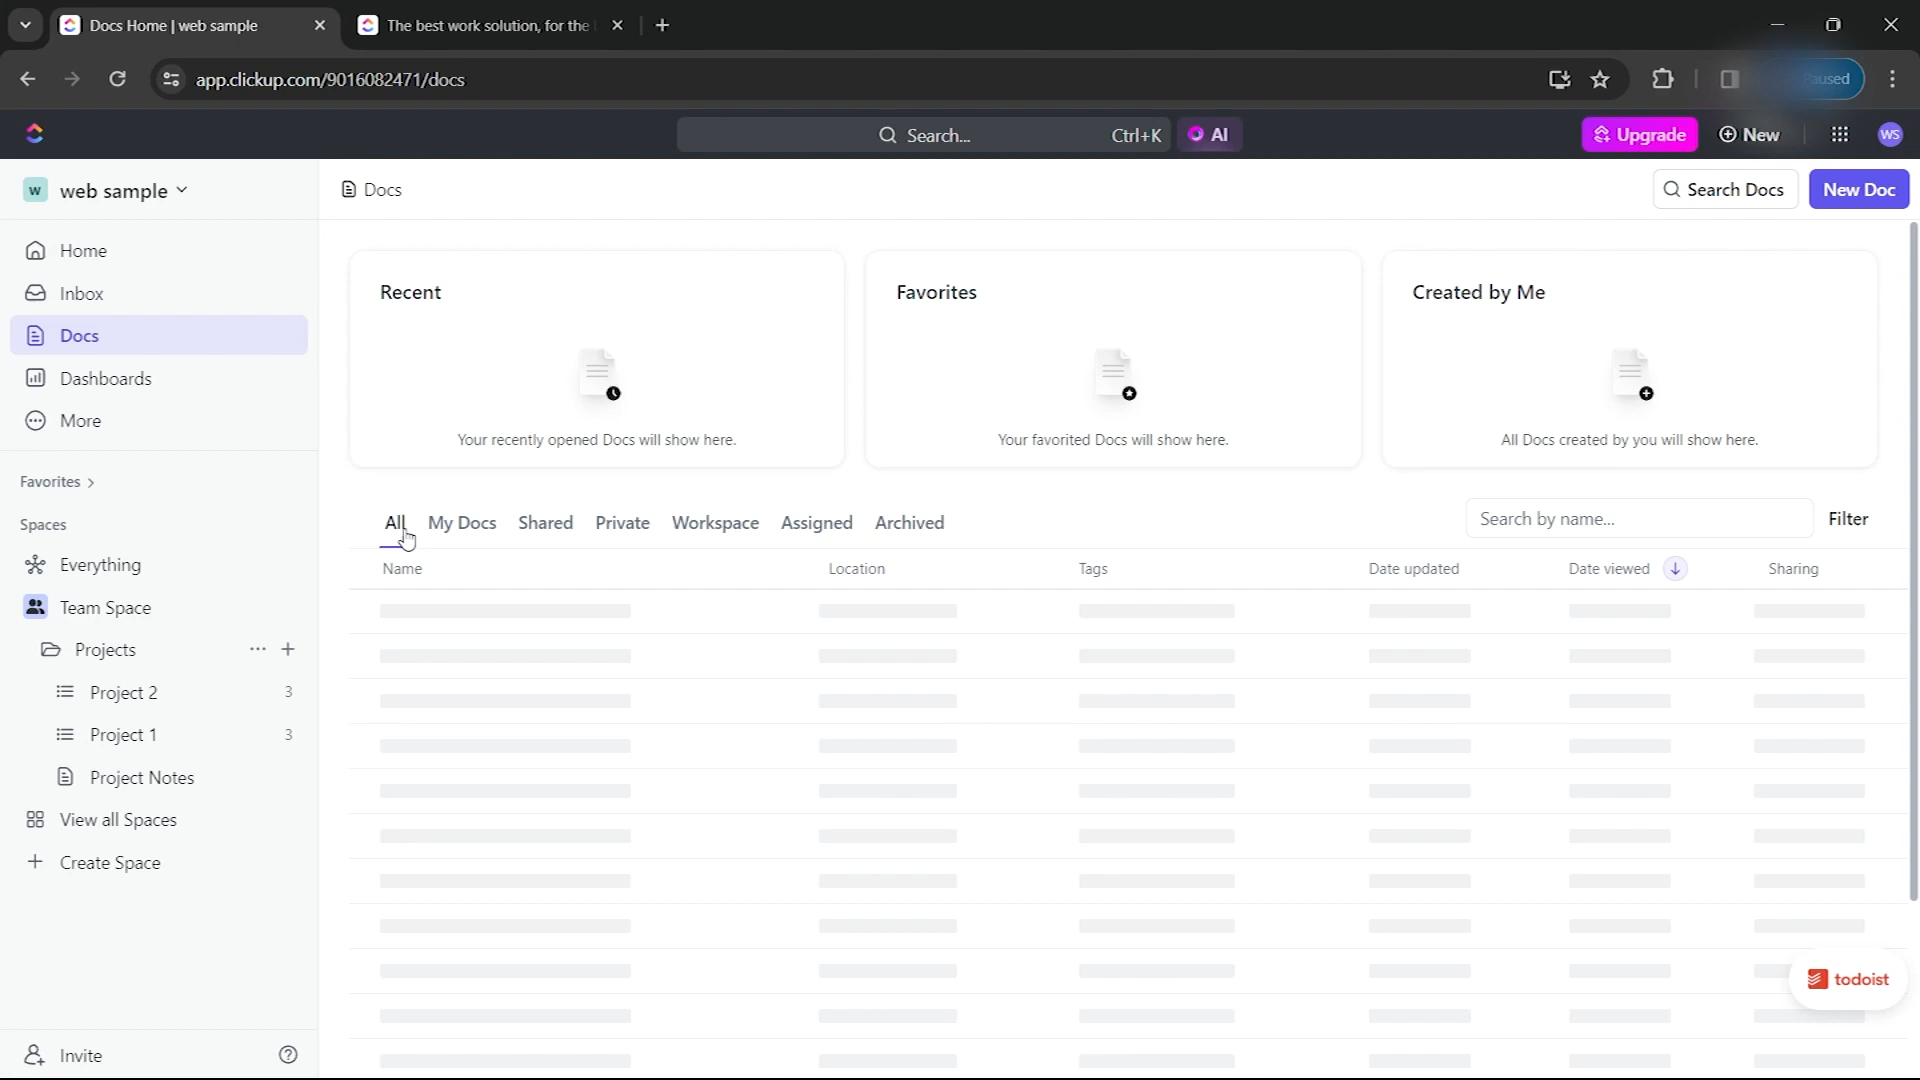 Docs Home | web sample
The best work solution, for the
app.clickup.com/9016082471/docs
Paused
Search...
Ctrl+K
AI
Upgrade
New
WS
W
web sample
Docs
Search Docs
New Doc
Home
Inbox
Docs
Dashboards
More
Favorites
Spaces
Everything
Team Space
Projects
Project 2
3
Project 1
3
Project Notes
View all Spaces
Create Space
Invite
Recent
Your recently opened Docs will show here.
Favorites
Your favorited Docs will show here.
Created by Me
All Docs created by you will show here.
All My Docs Shared Private Workspace Assigned Archived
Search by name...
Filter
Name Location Tags Date updated Date viewed Sharing
todoist